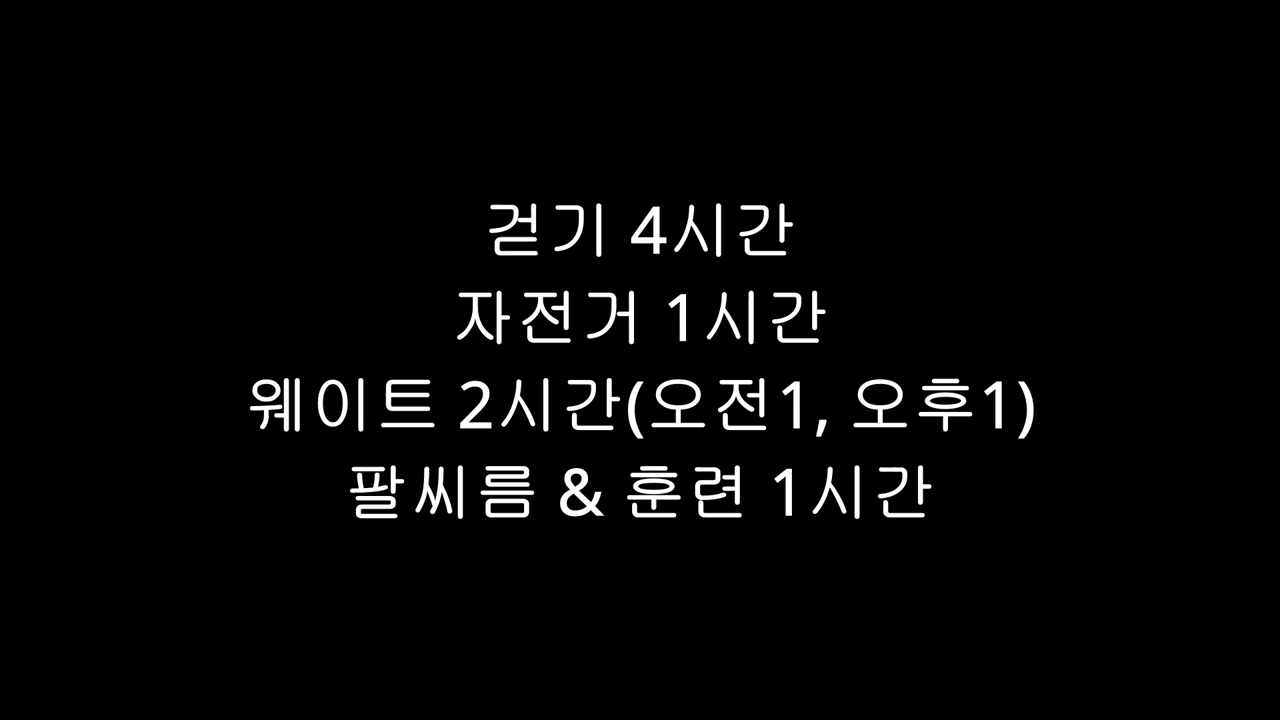 걷기 4시간
자전거 1시간
웨이트 2시간(오전1, 오후1)
팔씨름 & 훈련 1시간